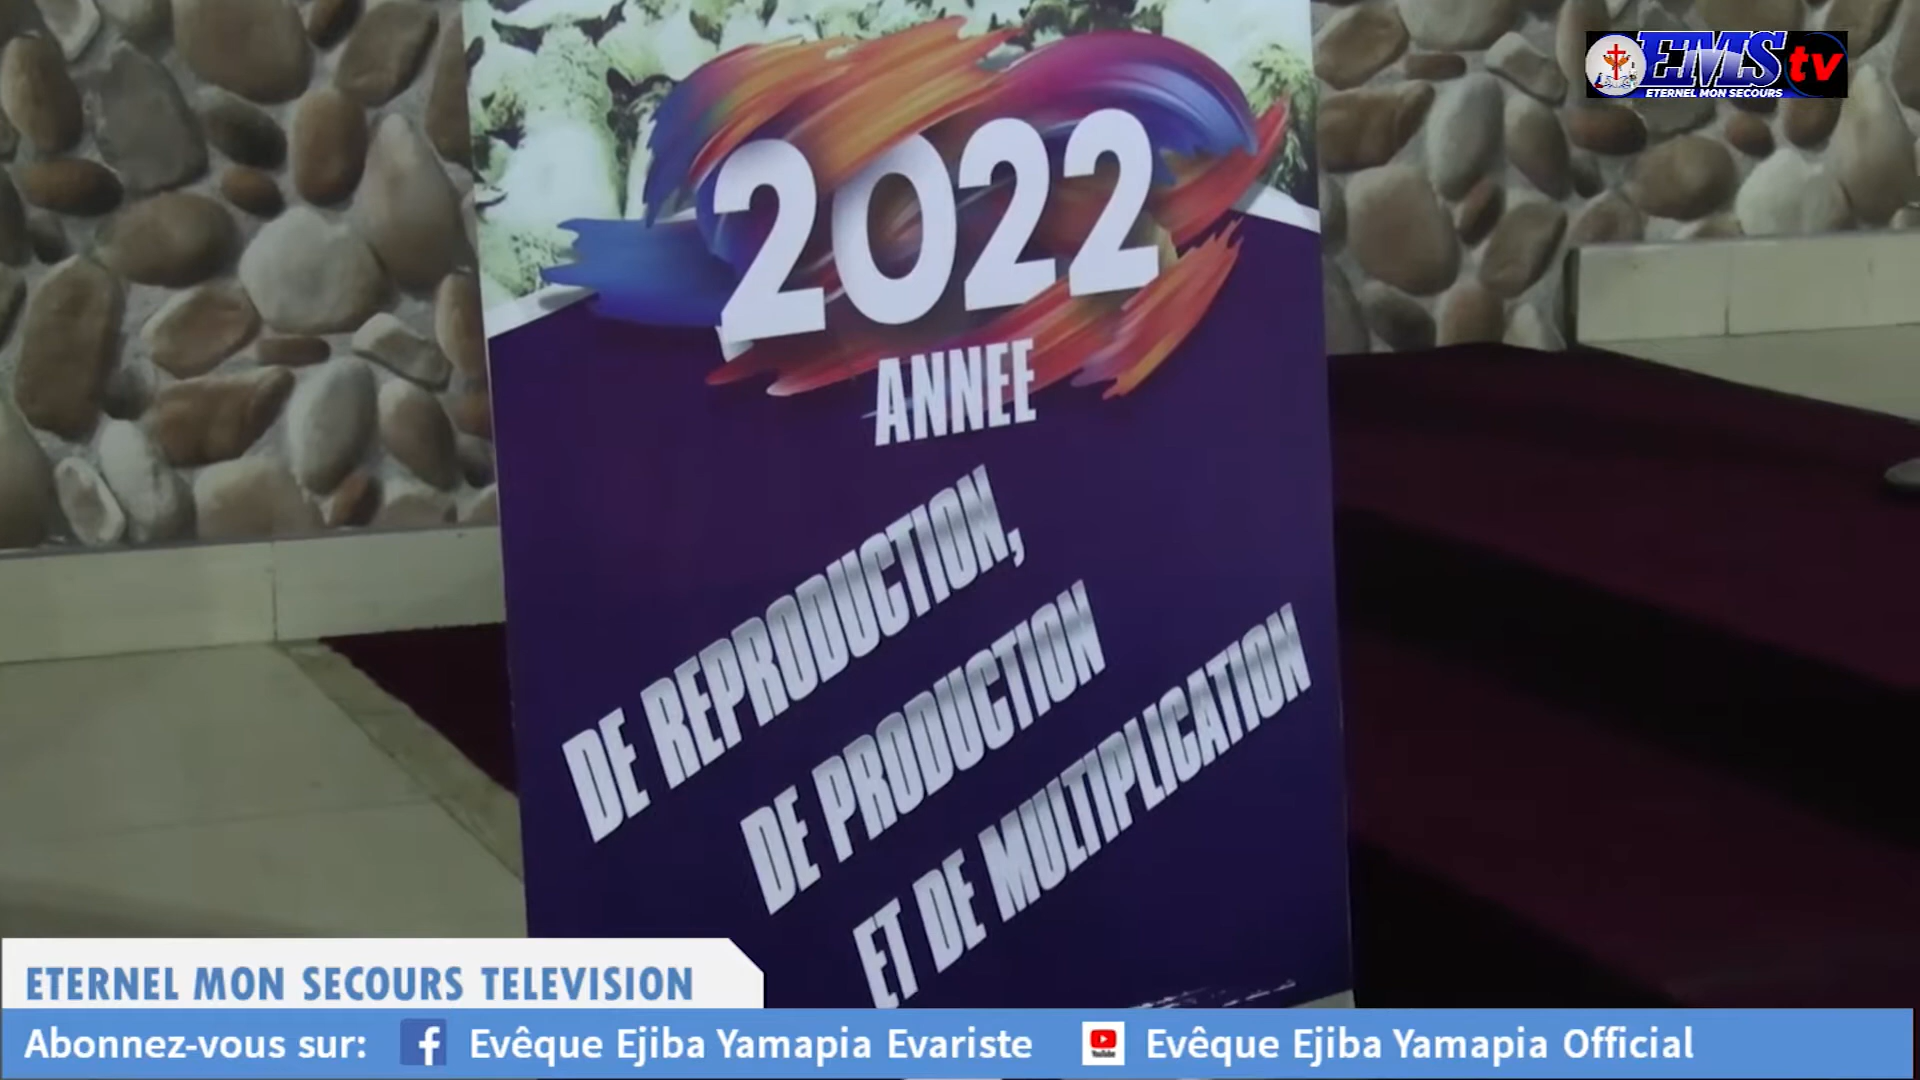 EMS tv
ETERNEL MON SECOURS
2022
ANNEE
DE REPRODUCTION,
DE PRODUCTION
ET DE MULTIPLICATION
ETERNEL MON SECOURS TELEVISION
Abonnez-vous sur: f Evêque Ejiba Yamapia Evariste YouTube Evêque Ejiba Yamapia Official